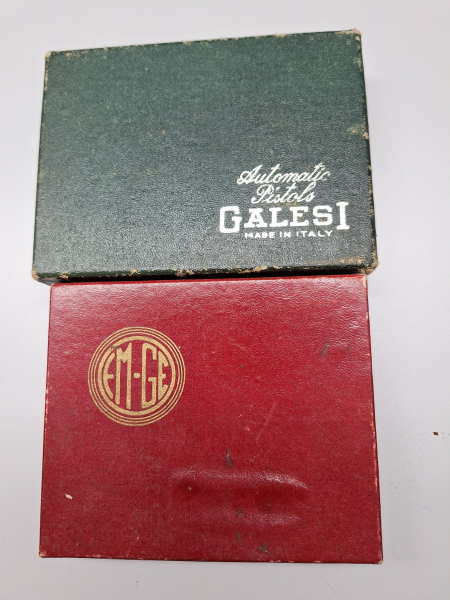 Automatic
Pistols
GALESI
MADE IN ITALY
EM-GE